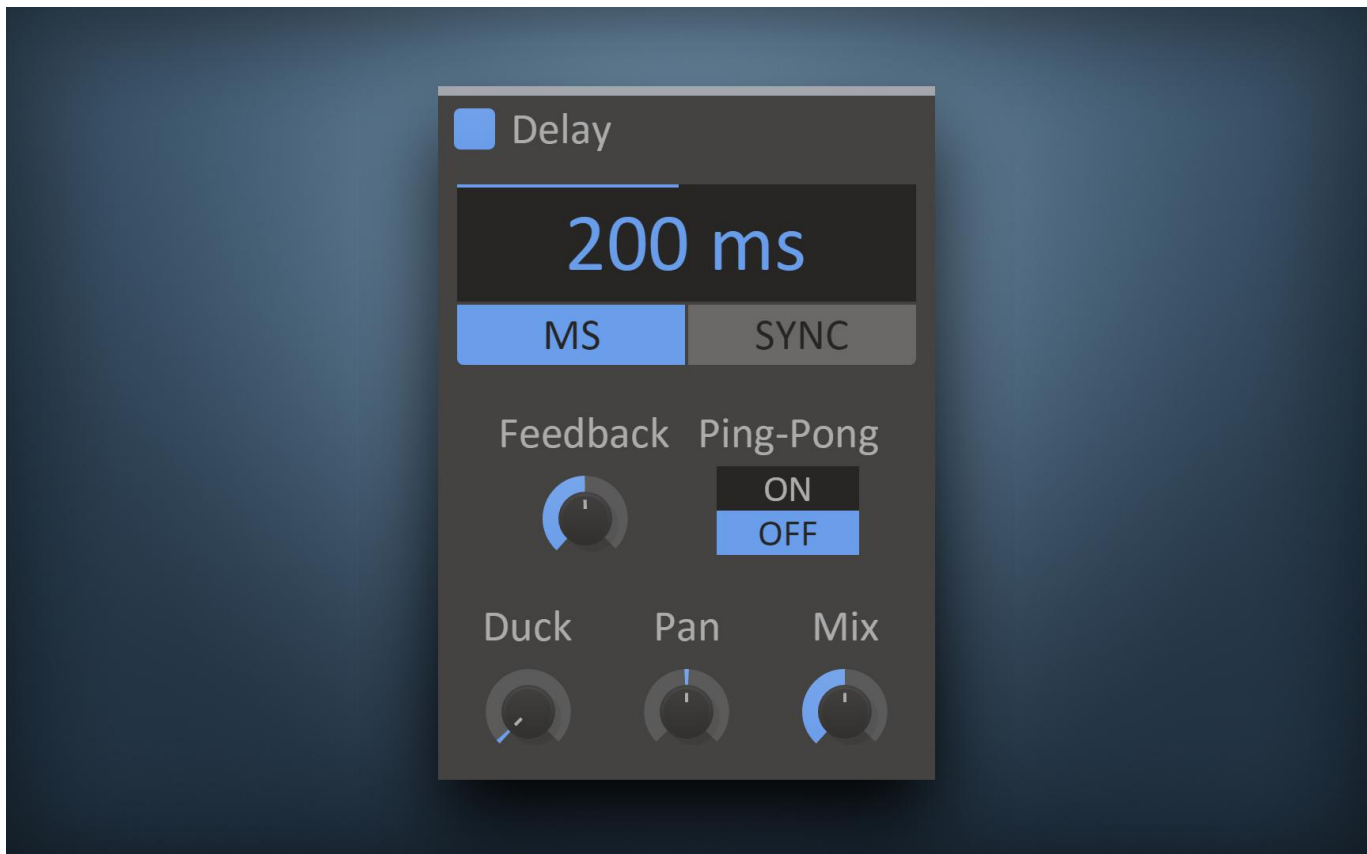 Delay
200 ms
MS SYNC
Feedback Ping-Pong
ON
OFF
Duck Pan Mix